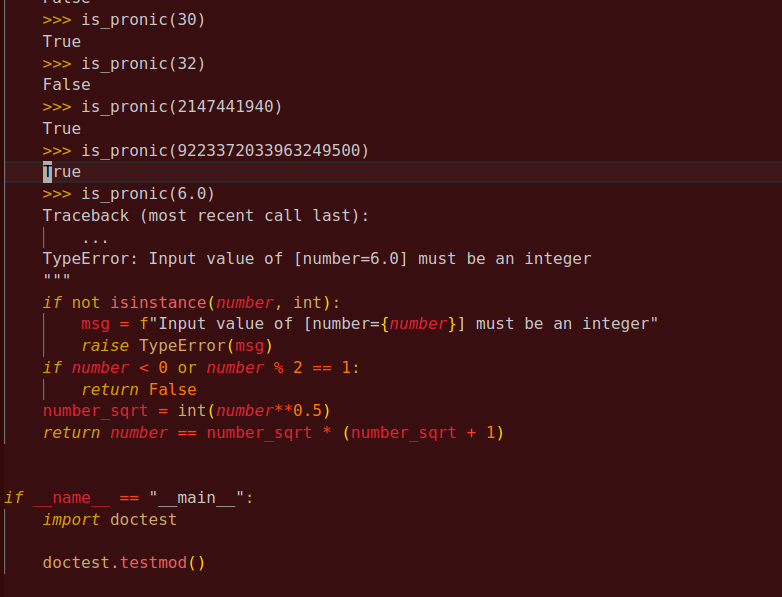 False
>>> is_pronic(30)
True
>>> is_pronic(32)
False
>>> is_pronic(2147441940)
True
>>> is_pronic(9223372033963249500)
True
>>> is_pronic(6.0)
Traceback (most recent call last):
...
TypeError: Input value of [number=6.0] must be an integer
"""
if not isinstance(number, int):
msg = f"Input value of [number={number}] must be an integer"
raise TypeError(msg)
if number < 0 or number % 2 == 1:
return False
number_sqrt = int(number**0.5)
return number == number_sqrt * (number_sqrt + 1)
if __name__ == "__main__":
import doctest
doctest.testmod()